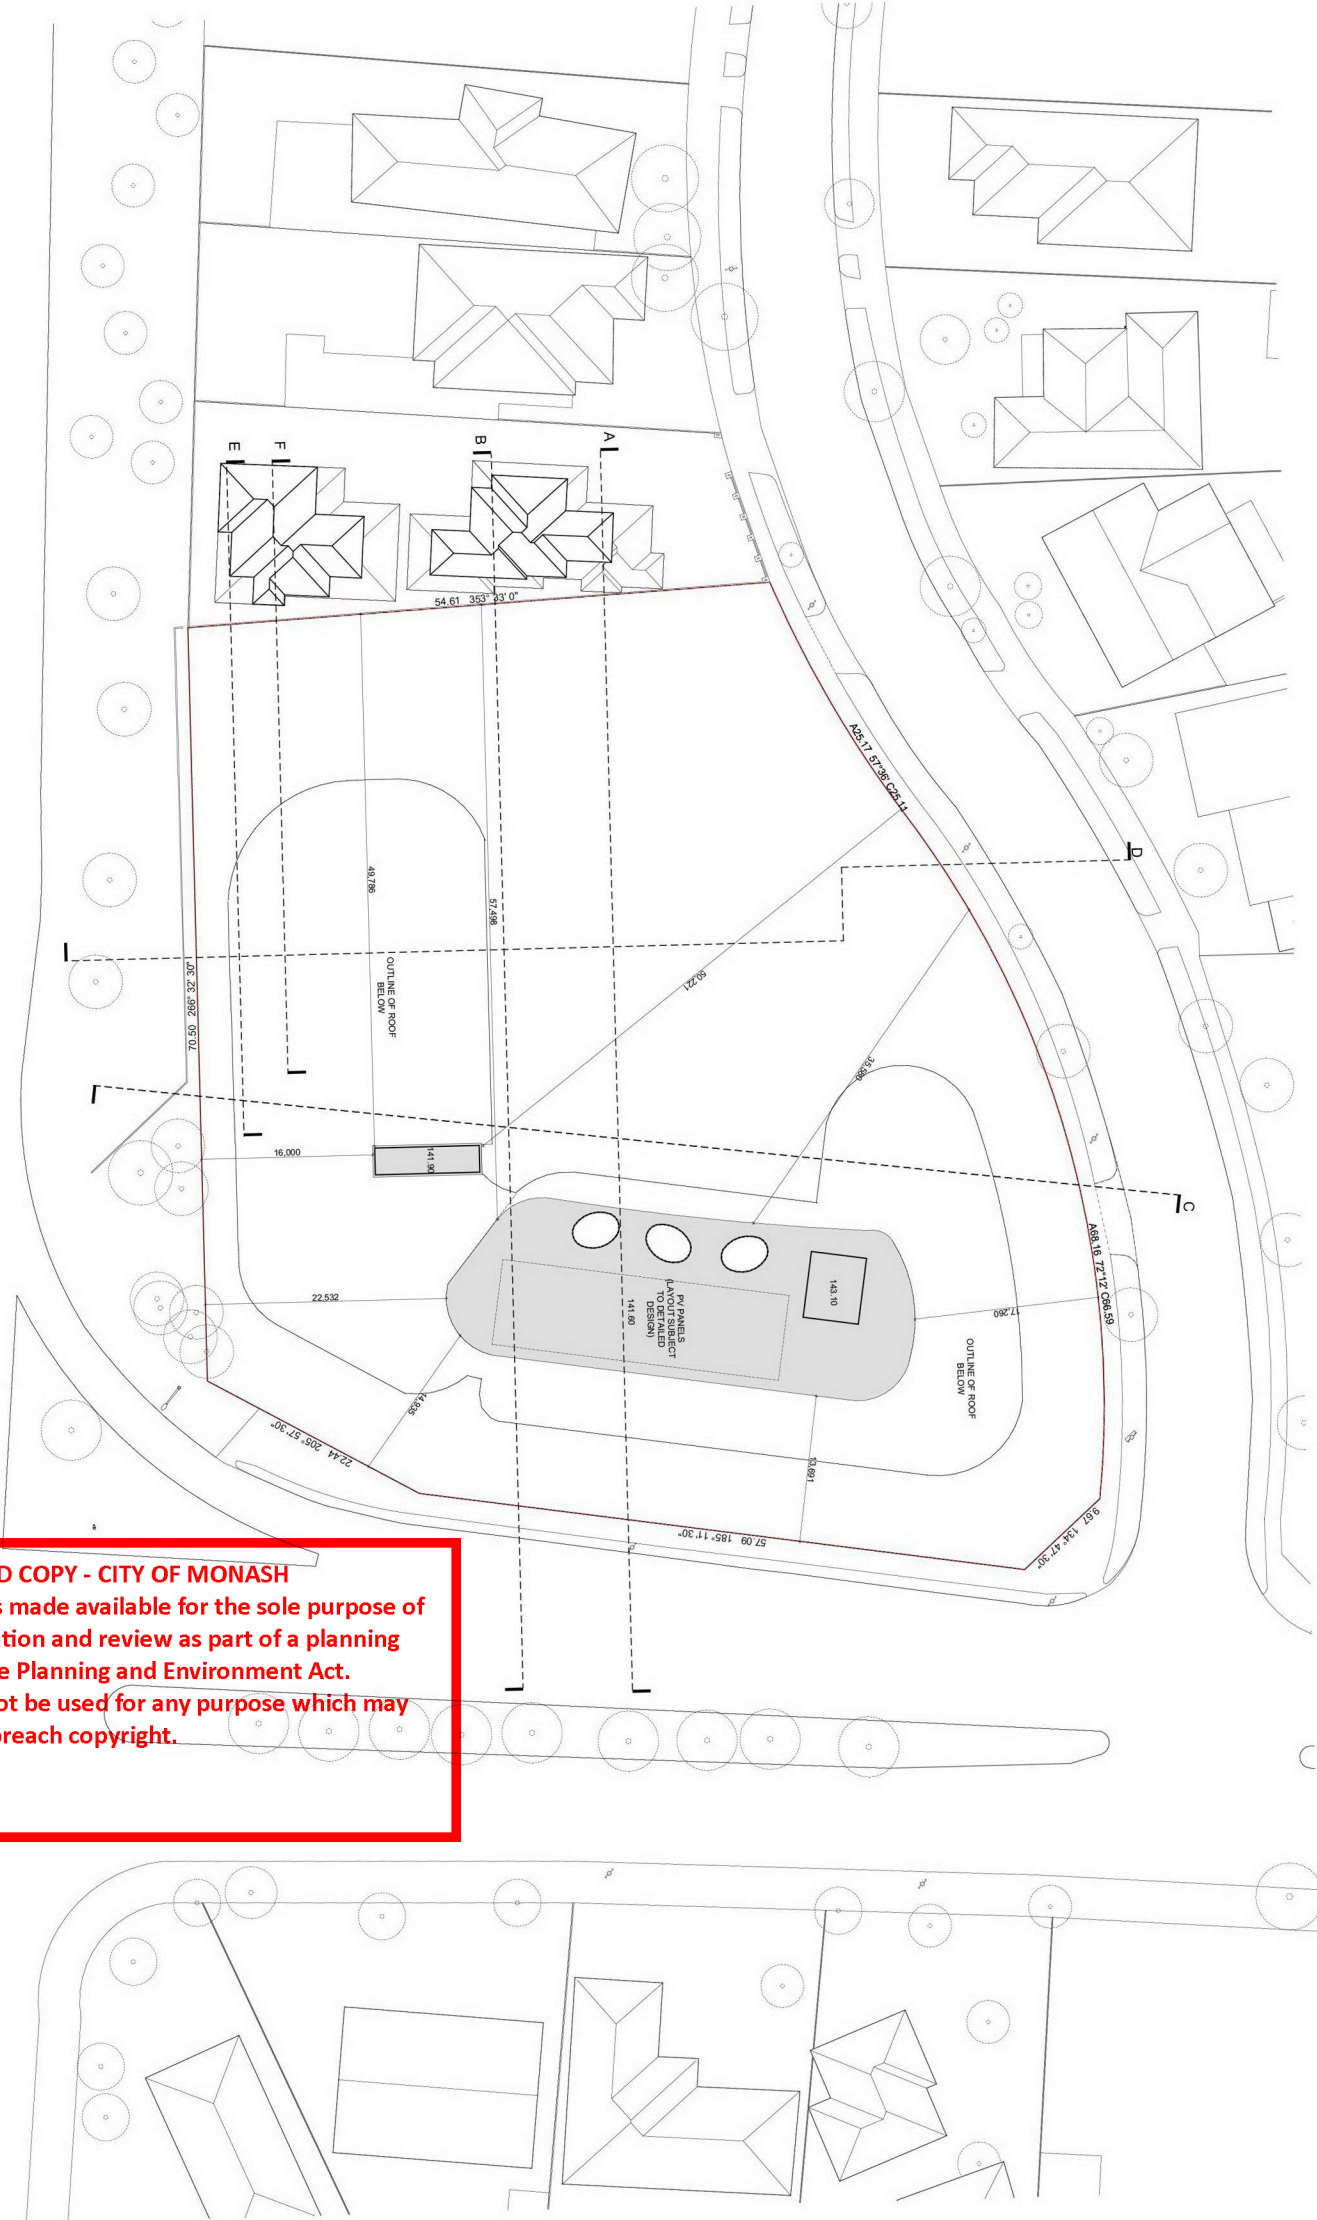 E
F
B
A
54.61 353° 33' 0"
A25.17 57°36' C25.11
D
49,786
57,498
OUTLINE OF ROOF
BELOW
50,221
70.50 266° 32' 30"
35,580
16,000
141.90
C
A68.16 72°12' C66.59
22,532
PV PANELS
(LAYOUT SUBJECT
TO DETAILED
DESIGN)
141.60
143.10
17,260
OUTLINE OF ROOF
BELOW
14,935
22.44 205° 57' 30"
13,691
57.09 185° 11' 30"
9.67 134° 47' 30"
D COPY - CITY OF MONASH
s made available for the sole purpose of
tion and review as part of a planning
e Planning and Environment Act.
ot be used for any purpose which may
breach copyright.